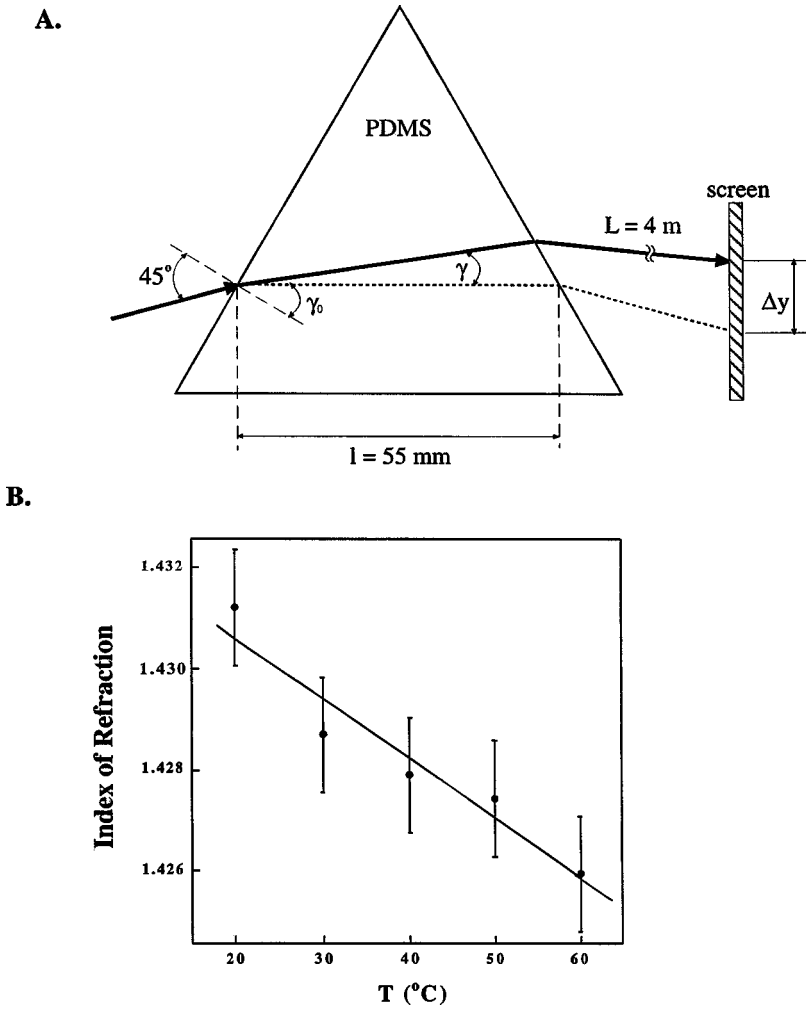 A.
PDMS
screen
L = 4 m
45°
γ
γ₀
Δy
l = 55 mm
B.
1.432
1.430
1.428
1.426
Index of Refraction
20 30 40 50 60
T (°C)